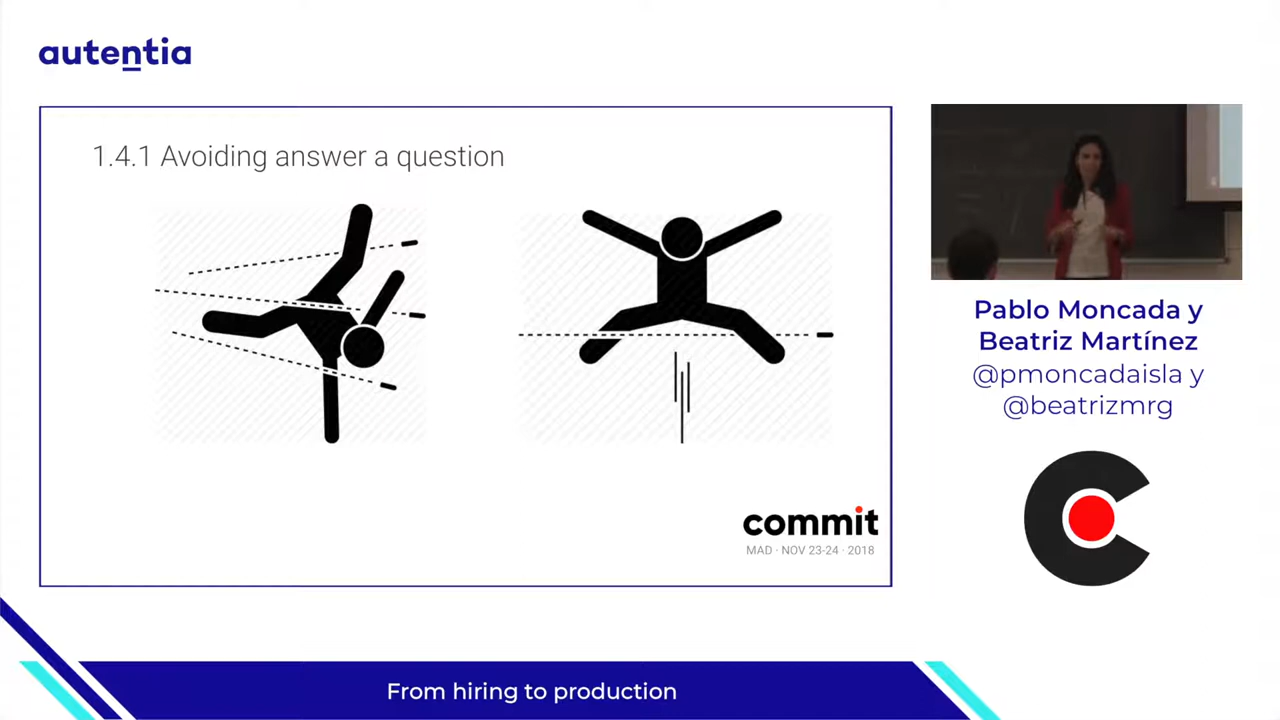 autentia
1.4.1 Avoiding answer a question
commit
MAD · NOV 23-24 · 2018
Pablo Moncada y
Beatriz Martínez
@pmoncadaisla y
@beatrizmrg
From hiring to production